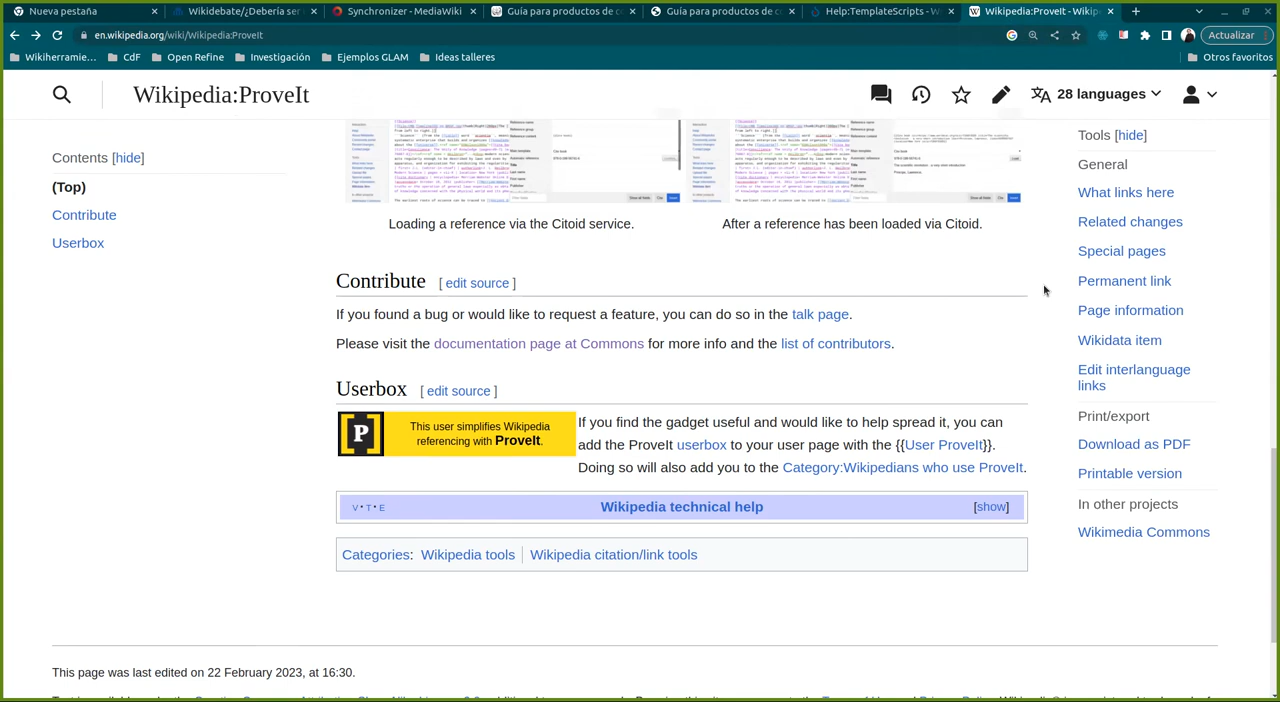 Nueva pestaña
Wikidebate/¿Debería ser
Synchronizer - MediaWiki
Guía para productos de co
Guía para productos de co
Help:TemplateScripts - W
Wikipedia:ProveIt - Wikip
en.wikipedia.org/wiki/Wikipedia:ProveIt
Actualizar
Wikiherramie…
CdF
Open Refine
Investigación
Ejemplos GLAM
Ideas talleres
Otros favoritos
Wikipedia:ProveIt
28 languages
Contents [hide]
(Top)
Contribute
Userbox
Loading a reference via the Citoid service.
After a reference has been loaded via Citoid.
Contribute [ edit source ]
If you found a bug or would like to request a feature, you can do so in the talk page.
Please visit the documentation page at Commons for more info and the list of contributors.
Userbox [ edit source ]
[P]
This user simplifies Wikipedia
referencing with ProveIt.
If you find the gadget useful and would like to help spread it, you can
add the ProveIt userbox to your user page with the {{User ProveIt}}.
Doing so will also add you to the Category:Wikipedians who use ProveIt.
V · T · E
Wikipedia technical help
[show]
Categories: Wikipedia tools | Wikipedia citation/link tools
This page was last edited on 22 February 2023, at 16:30.
Tools [hide]
General
What links here
Related changes
Special pages
Permanent link
Page information
Wikidata item
Edit interlanguage
links
Print/export
Download as PDF
Printable version
In other projects
Wikimedia Commons